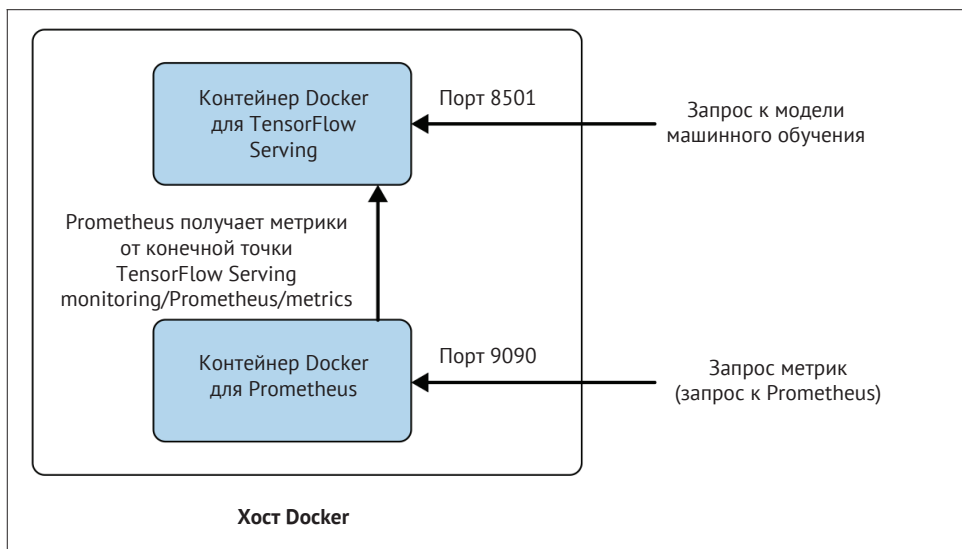 Контейнер Docker
для TensorFlow
Serving
Порт 8501
Запрос к модели
машинного обучения
Prometheus получает метрики
от конечной точки
TensorFlow Serving
monitoring/Prometheus/metrics
Контейнер Docker
для Prometheus
Порт 9090
Запрос метрик
(запрос к Prometheus)
Хост Docker